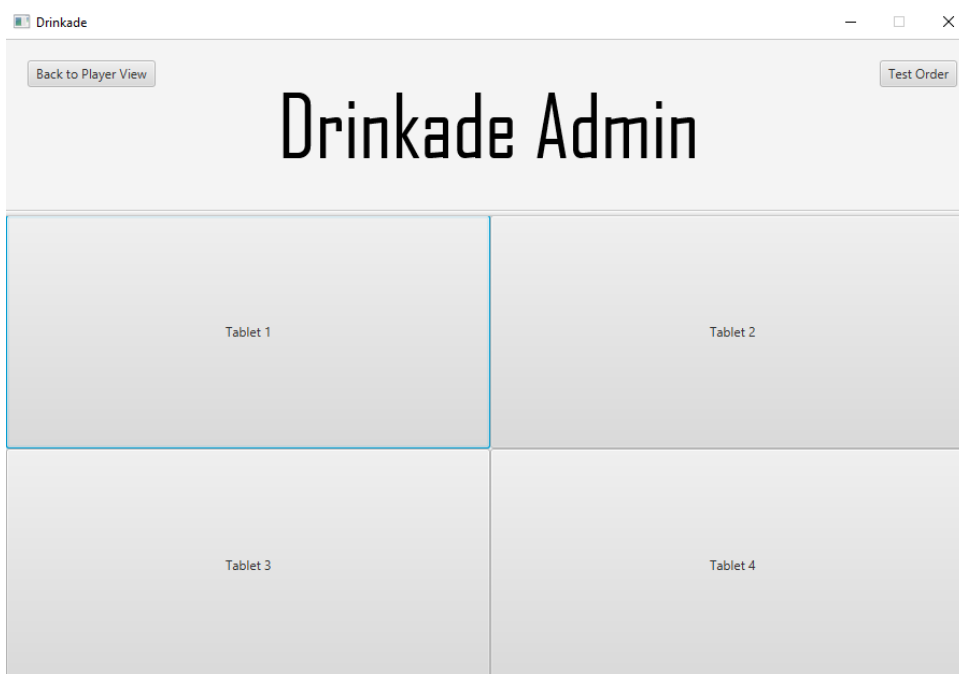 Drinkade
Back to Player View
Test Order
Drinkade Admin
Tablet 1
Tablet 2
Tablet 3
Tablet 4